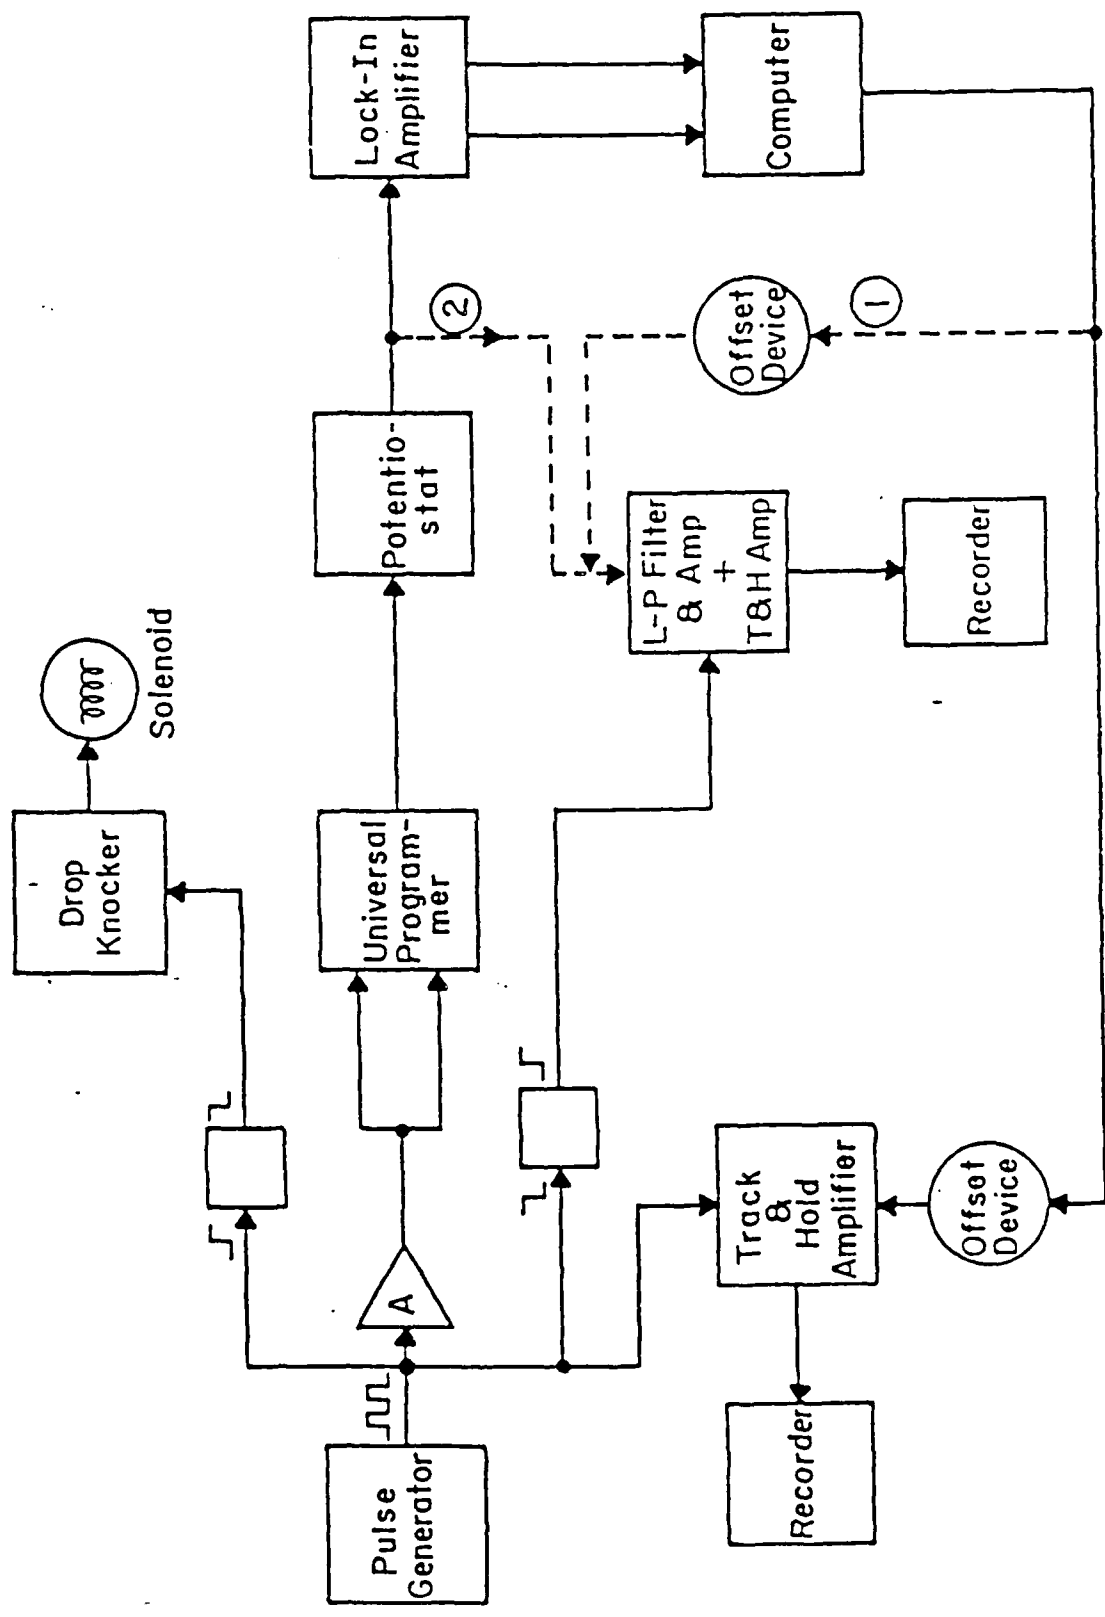 Pulse
Generator
A
Drop
Knocker
Solenoid
Universal
Program-
mer
Potentio-
stat
Lock-In
Amplifier
2
Computer
1
Offset
Device
L-P Filter
& Amp
+
T&H Amp
Recorder
Track
&
Hold
Amplifier
Offset
Device
Recorder